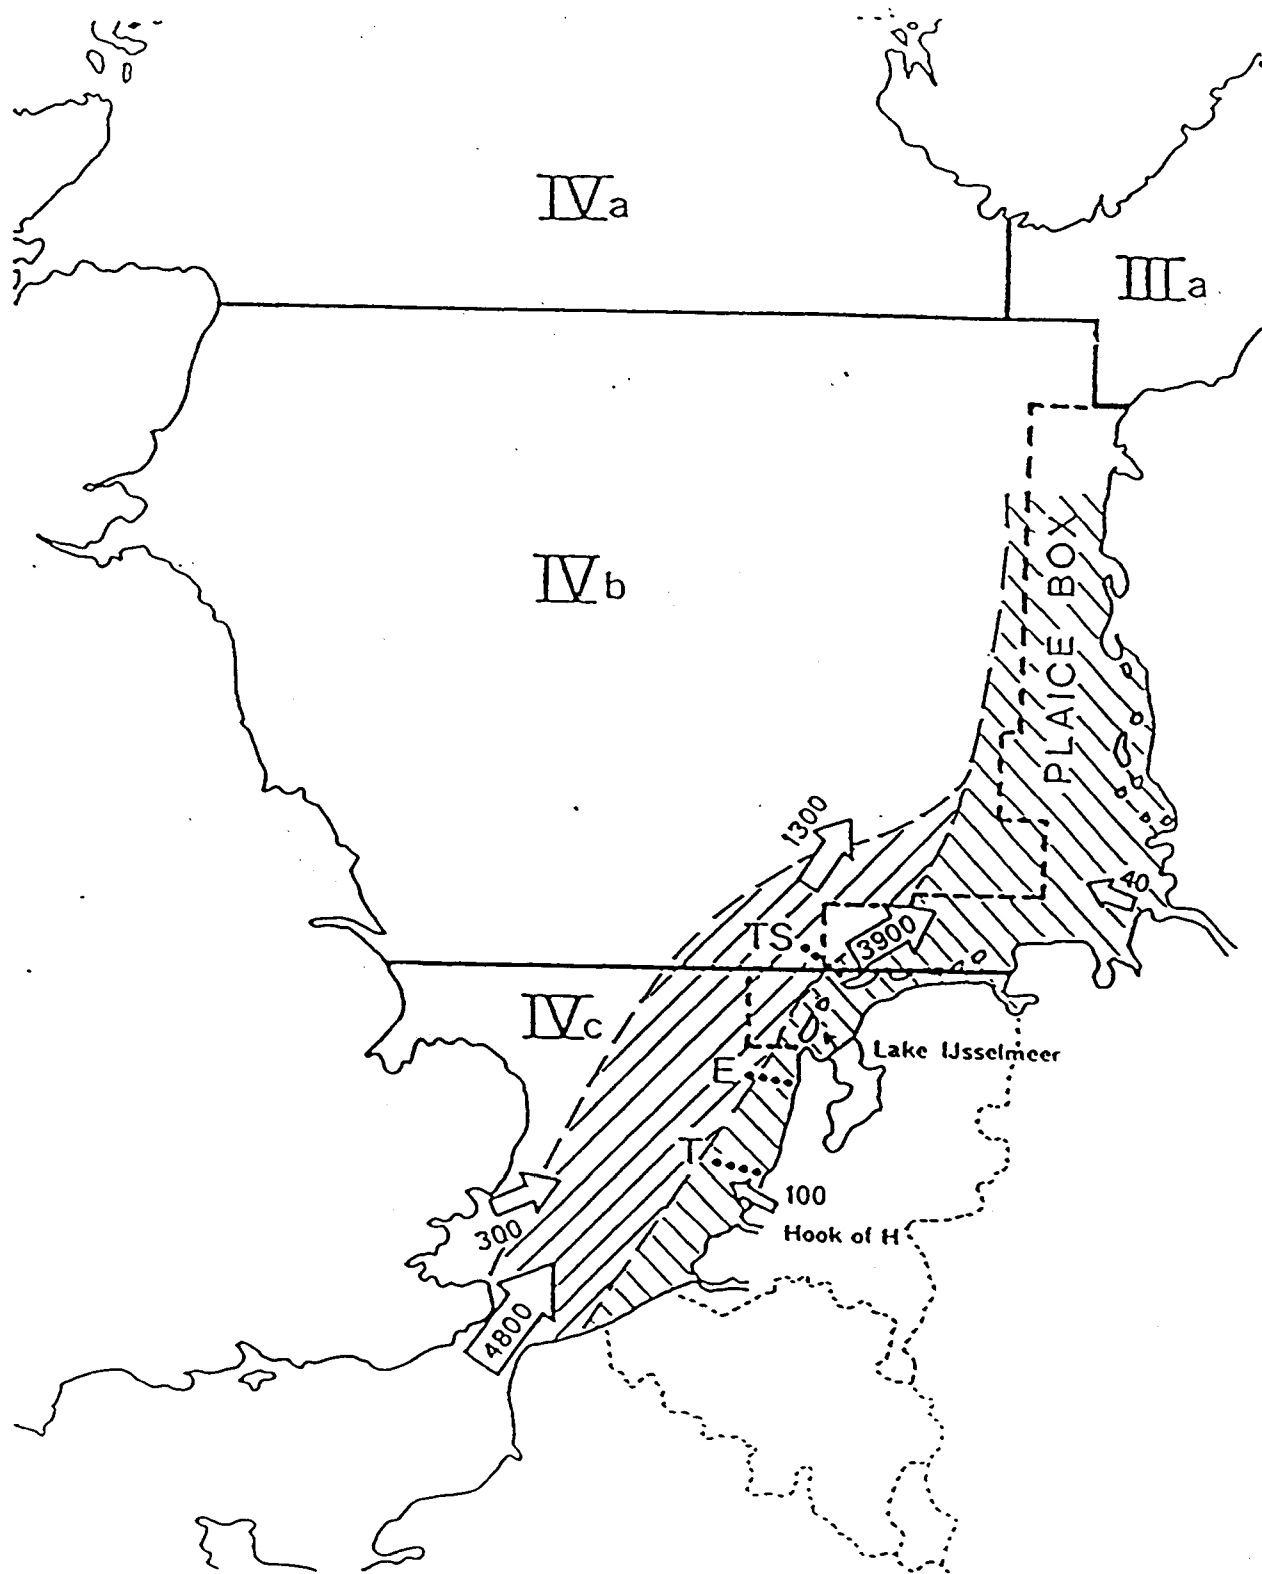 IVa
IIIa
IVb
PLAICE BOX
1300
40
TS
3900
IVc
Lake IJsselmeer
E
T
100
300
Hook of H
4800